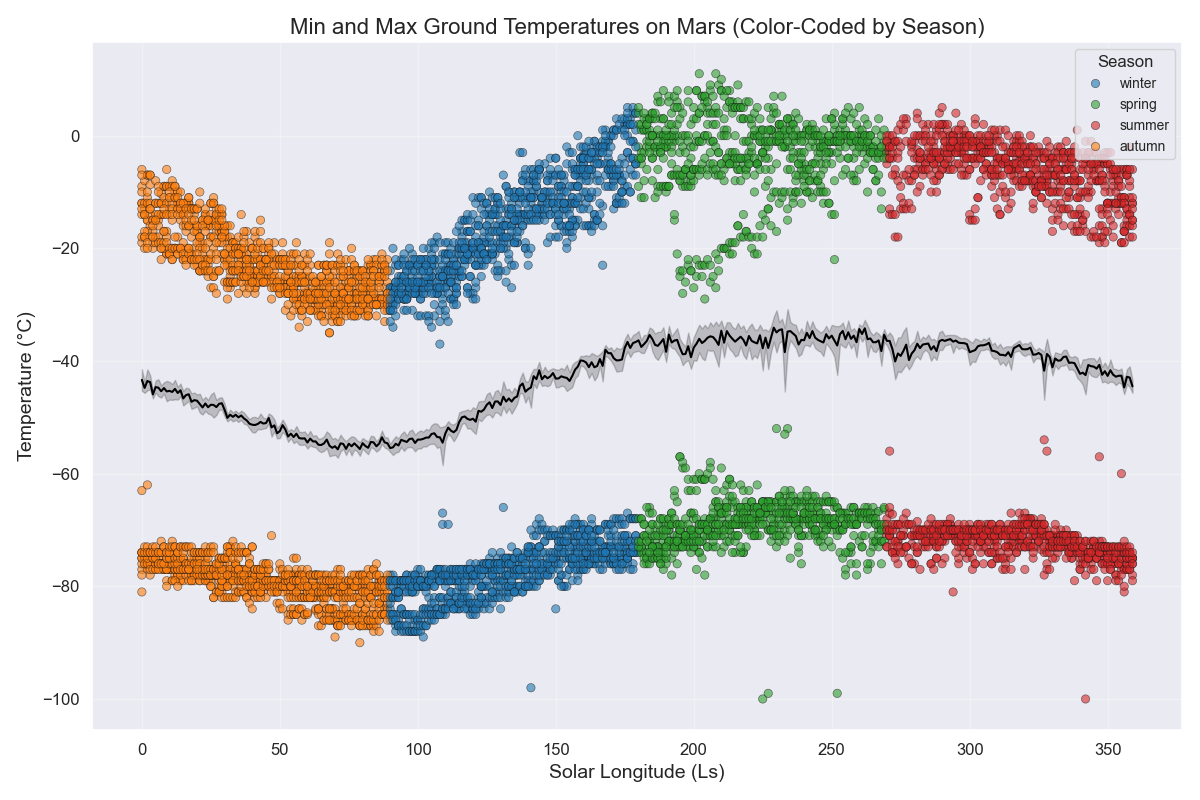 Min and Max Ground Temperatures on Mars (Color-Coded by Season)
Season
winter
spring
summer
autumn
Temperature (°C)
0
−20
−40
−60
−80
−100
0
50
100
150
200
250
300
350
Solar Longitude (Ls)